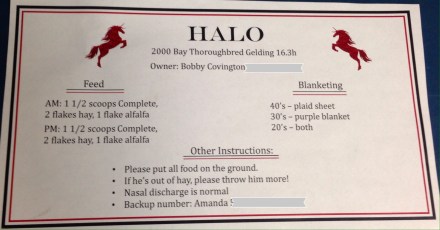 HALO
2000 Bay Thoroughbred Gelding 16.3h
Owner: Bobby Covington
Feed
AM: 1 1/2 scoops Complete,
2 flakes hay, 1 flake alfalfa
PM: 1 1/2 scoops Complete,
2 flakes hay, 1 flake alfalfa
Blanketing
40's – plaid sheet
30's – purple blanket
20's – both
Other Instructions:
• Please put all food on the ground.
• If he's out of hay, please throw him more!
• Nasal discharge is normal
• Backup number: Amanda